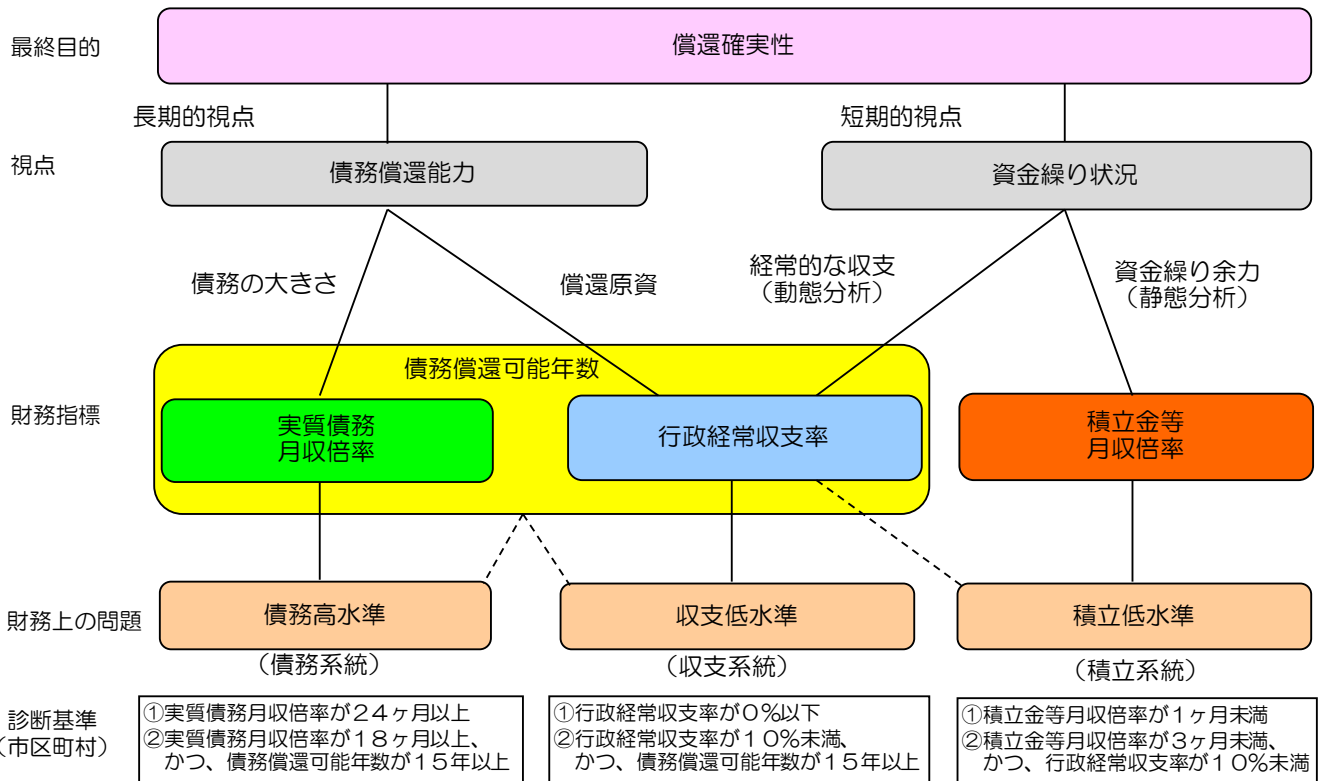 最終目的
償還確実性
長期的視点
短期的視点
視点
債務償還能力
資金繰り状況
債務の大きさ
償還原資
経常的な収支
(動態分析)
資金繰り余力
(静態分析)
債務償還可能年数
財務指標
実質債務
月収倍率
行政経常収支率
積立金等
月収倍率
財務上の問題
債務高水準
収支低水準
積立低水準
(債務系統)
(収支系統)
(積立系統)
診断基準
(市区町村)
①実質債務月収倍率が24ヶ月以上
②実質債務月収倍率が18ヶ月以上、
かつ、債務償還可能年数が15年以上
①行政経常収支率が0%以下
②行政経常収支率が10%未満、
かつ、債務償還可能年数が15年以上
①積立金等月収倍率が1ヶ月未満
②積立金等月収倍率が3ヶ月未満、
かつ、行政経常収支率が10%未満